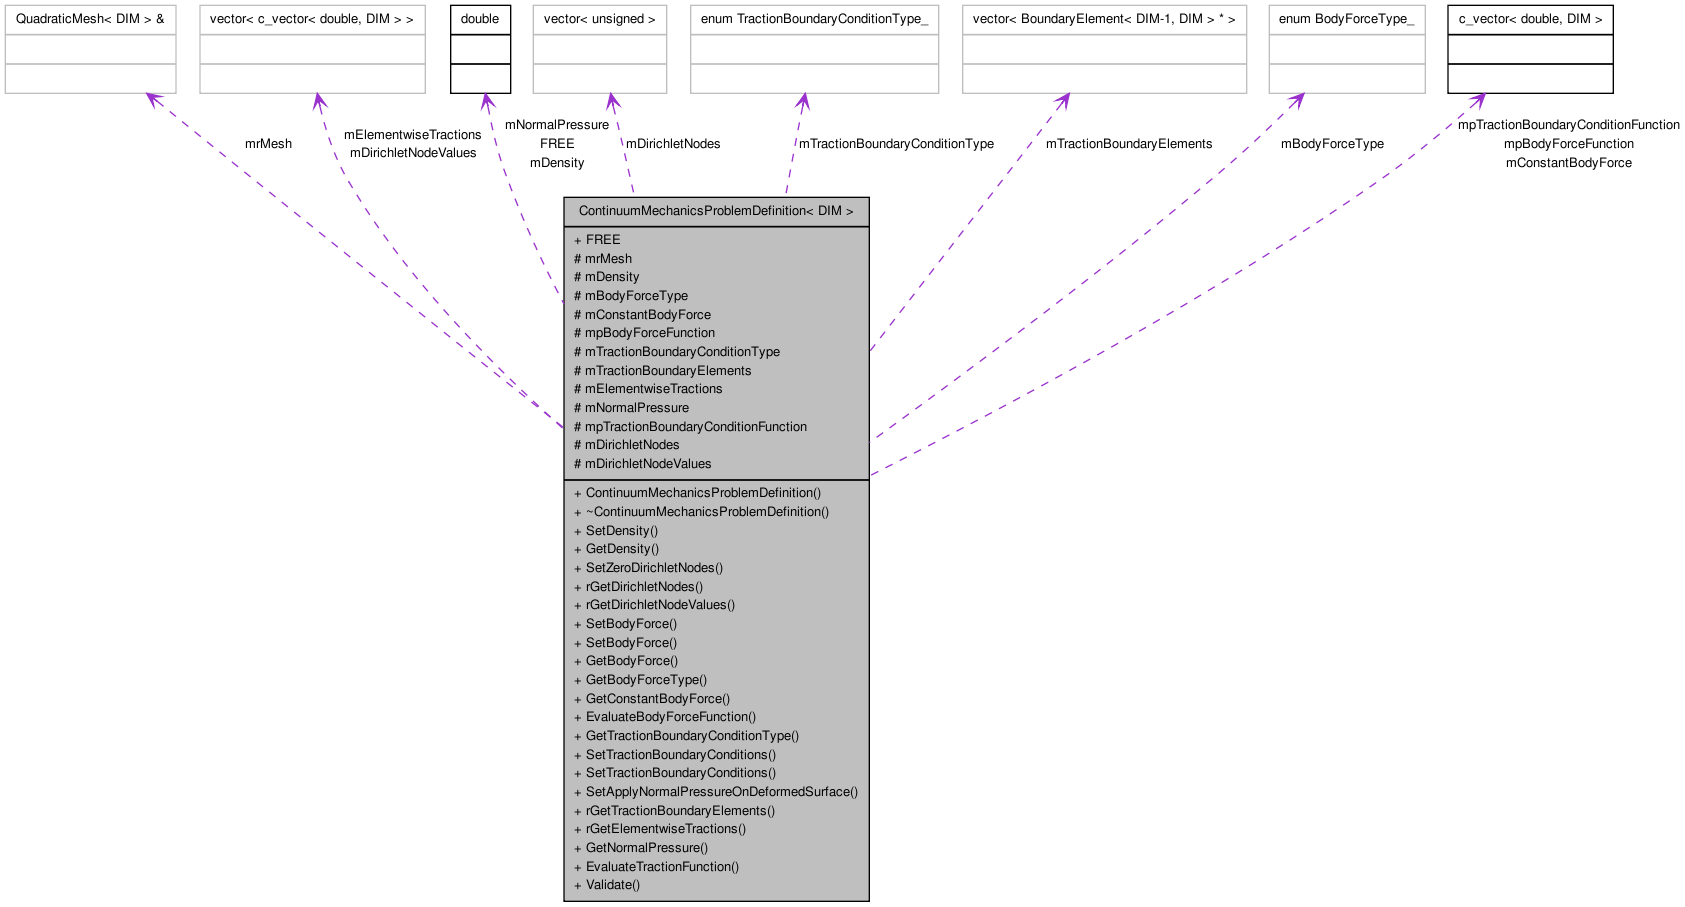 QuadraticMesh< DIM > &
vector< c_vector< double, DIM > >
double
vector< unsigned >
enum TractionBoundaryConditionType_
vector< BoundaryElement< DIM-1, DIM > * >
enum BodyForceType_
c_vector< double, DIM >
mrMesh
mElementwiseTractions
mDirichletNodeValues
mNormalPressure
FREE
mDensity
mDirichletNodes
mTractionBoundaryConditionType
mTractionBoundaryElements
mBodyForceType
mpTractionBoundaryConditionFunction
mpBodyForceFunction
mConstantBodyForce
ContinuumMechanicsProblemDefinition< DIM >
+ FREE
# mrMesh
# mDensity
# mBodyForceType
# mConstantBodyForce
# mpBodyForceFunction
# mTractionBoundaryConditionType
# mTractionBoundaryElements
# mElementwiseTractions
# mNormalPressure
# mpTractionBoundaryConditionFunction
# mDirichletNodes
# mDirichletNodeValues
+ ContinuumMechanicsProblemDefinition()
+ ~ContinuumMechanicsProblemDefinition()
+ SetDensity()
+ GetDensity()
+ SetZeroDirichletNodes()
+ rGetDirichletNodes()
+ rGetDirichletNodeValues()
+ SetBodyForce()
+ SetBodyForce()
+ GetBodyForce()
+ GetBodyForceType()
+ GetConstantBodyForce()
+ EvaluateBodyForceFunction()
+ GetTractionBoundaryConditionType()
+ SetTractionBoundaryConditions()
+ SetTractionBoundaryConditions()
+ SetApplyNormalPressureOnDeformedSurface()
+ rGetTractionBoundaryElements()
+ rGetElementwiseTractions()
+ GetNormalPressure()
+ EvaluateTractionFunction()
+ Validate()